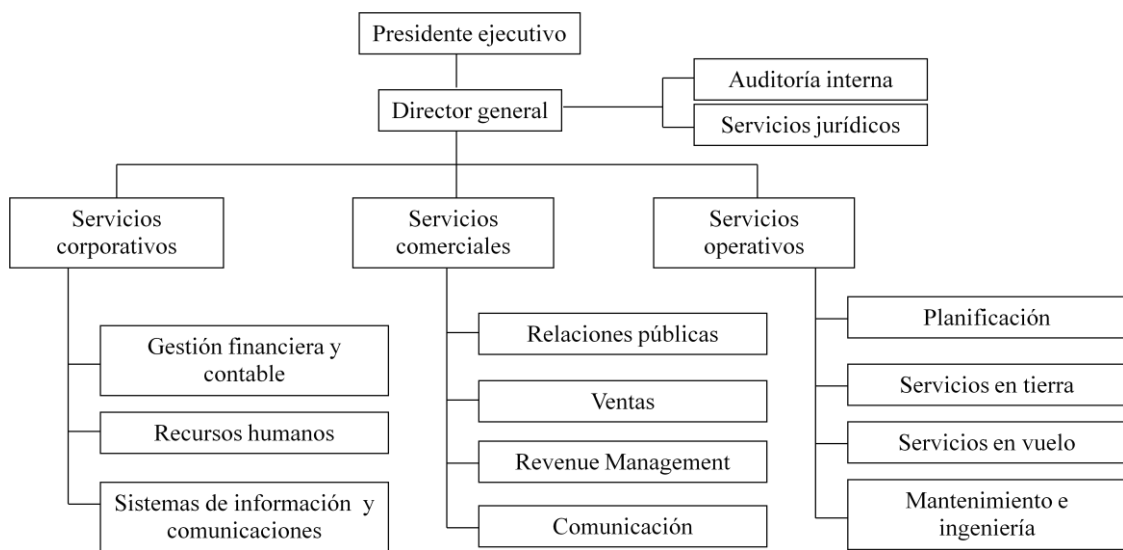 Presidente ejecutivo
Director general
Auditoría interna
Servicios jurídicos
Servicios
corporativos
Servicios
comerciales
Servicios
operativos
Gestión financiera y
contable
Recursos humanos
Sistemas de información y
comunicaciones
Relaciones públicas
Ventas
Revenue Management
Comunicación
Planificación
Servicios en tierra
Servicios en vuelo
Mantenimiento e
ingeniería